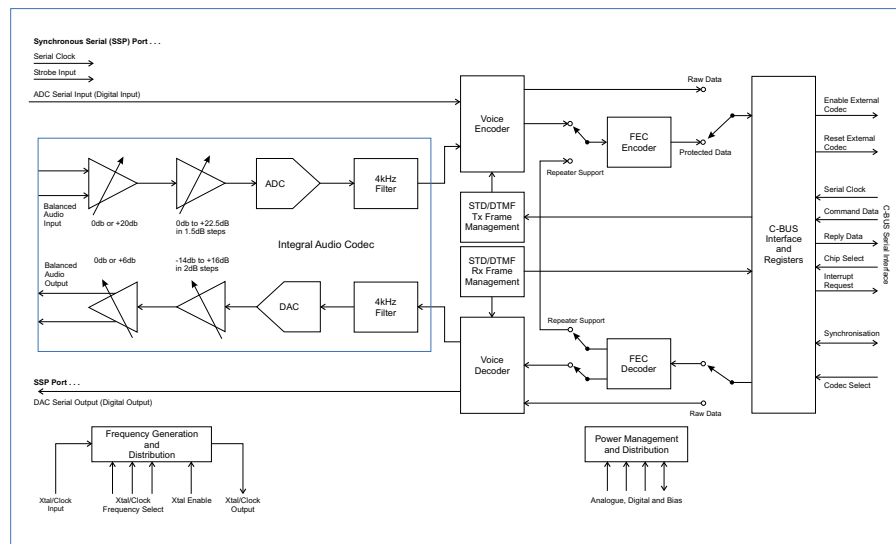 Synchronous Serial (SSP) Port . . .
Serial Clock
Strobe Input
ADC Serial Input (Digital Input)
Voice
Encoder
Raw Data
FEC
Encoder
Protected Data
Repeater Support
Enable External
Codec
Reset External
Codec
ADC
4kHz
Filter
Balanced
Audio
Input
0db or +20db
0db to +22.5dB
in 1.5dB steps
Integral Audio Codec
STD/DTMF
Tx Frame
Management
STD/DTMF
Rx Frame
Management
C-BUS
Interface
and
Registers
Serial Clock
Command Data
Reply Data
Chip Select
Interrupt
Request
C-BUS Serial Interface
Balanced
Audio
Output
0db or +6db
-14db to +16dB
in 2dB steps
DAC
4kHz
Filter
Voice
Decoder
Repeater Support
FEC
Decoder
Raw Data
Synchronisation
Codec Select
SSP Port . . .
DAC Serial Output (Digital Output)
Frequency Generation
and
Distribution
Xtal/Clock
Input
Xtal/Clock
Frequency Select
Xtal Enable
Xtal/Clock
Output
Power Management
and Distribution
Analogue, Digital and Bias